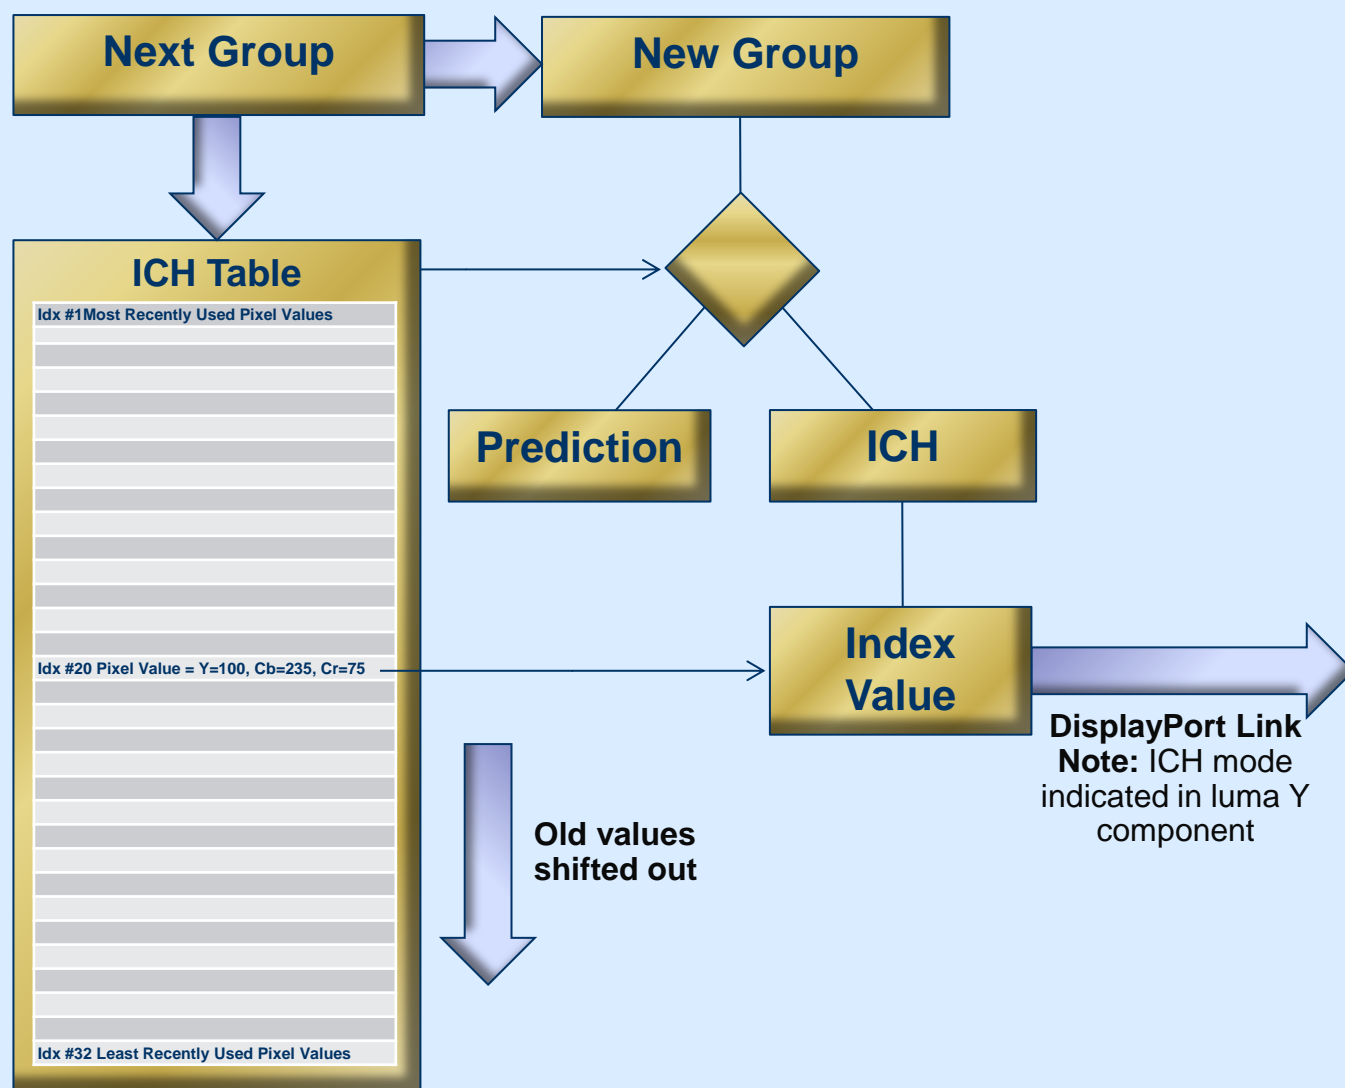 Next Group
New Group
ICH Table
Idx #1Most Recently Used Pixel Values
Prediction
ICH
Idx #20 Pixel Value = Y=100, Cb=235, Cr=75
Index
Value
DisplayPort Link
Note: ICH mode
indicated in luma Y
component
Old values
shifted out
Idx #32 Least Recently Used Pixel Values